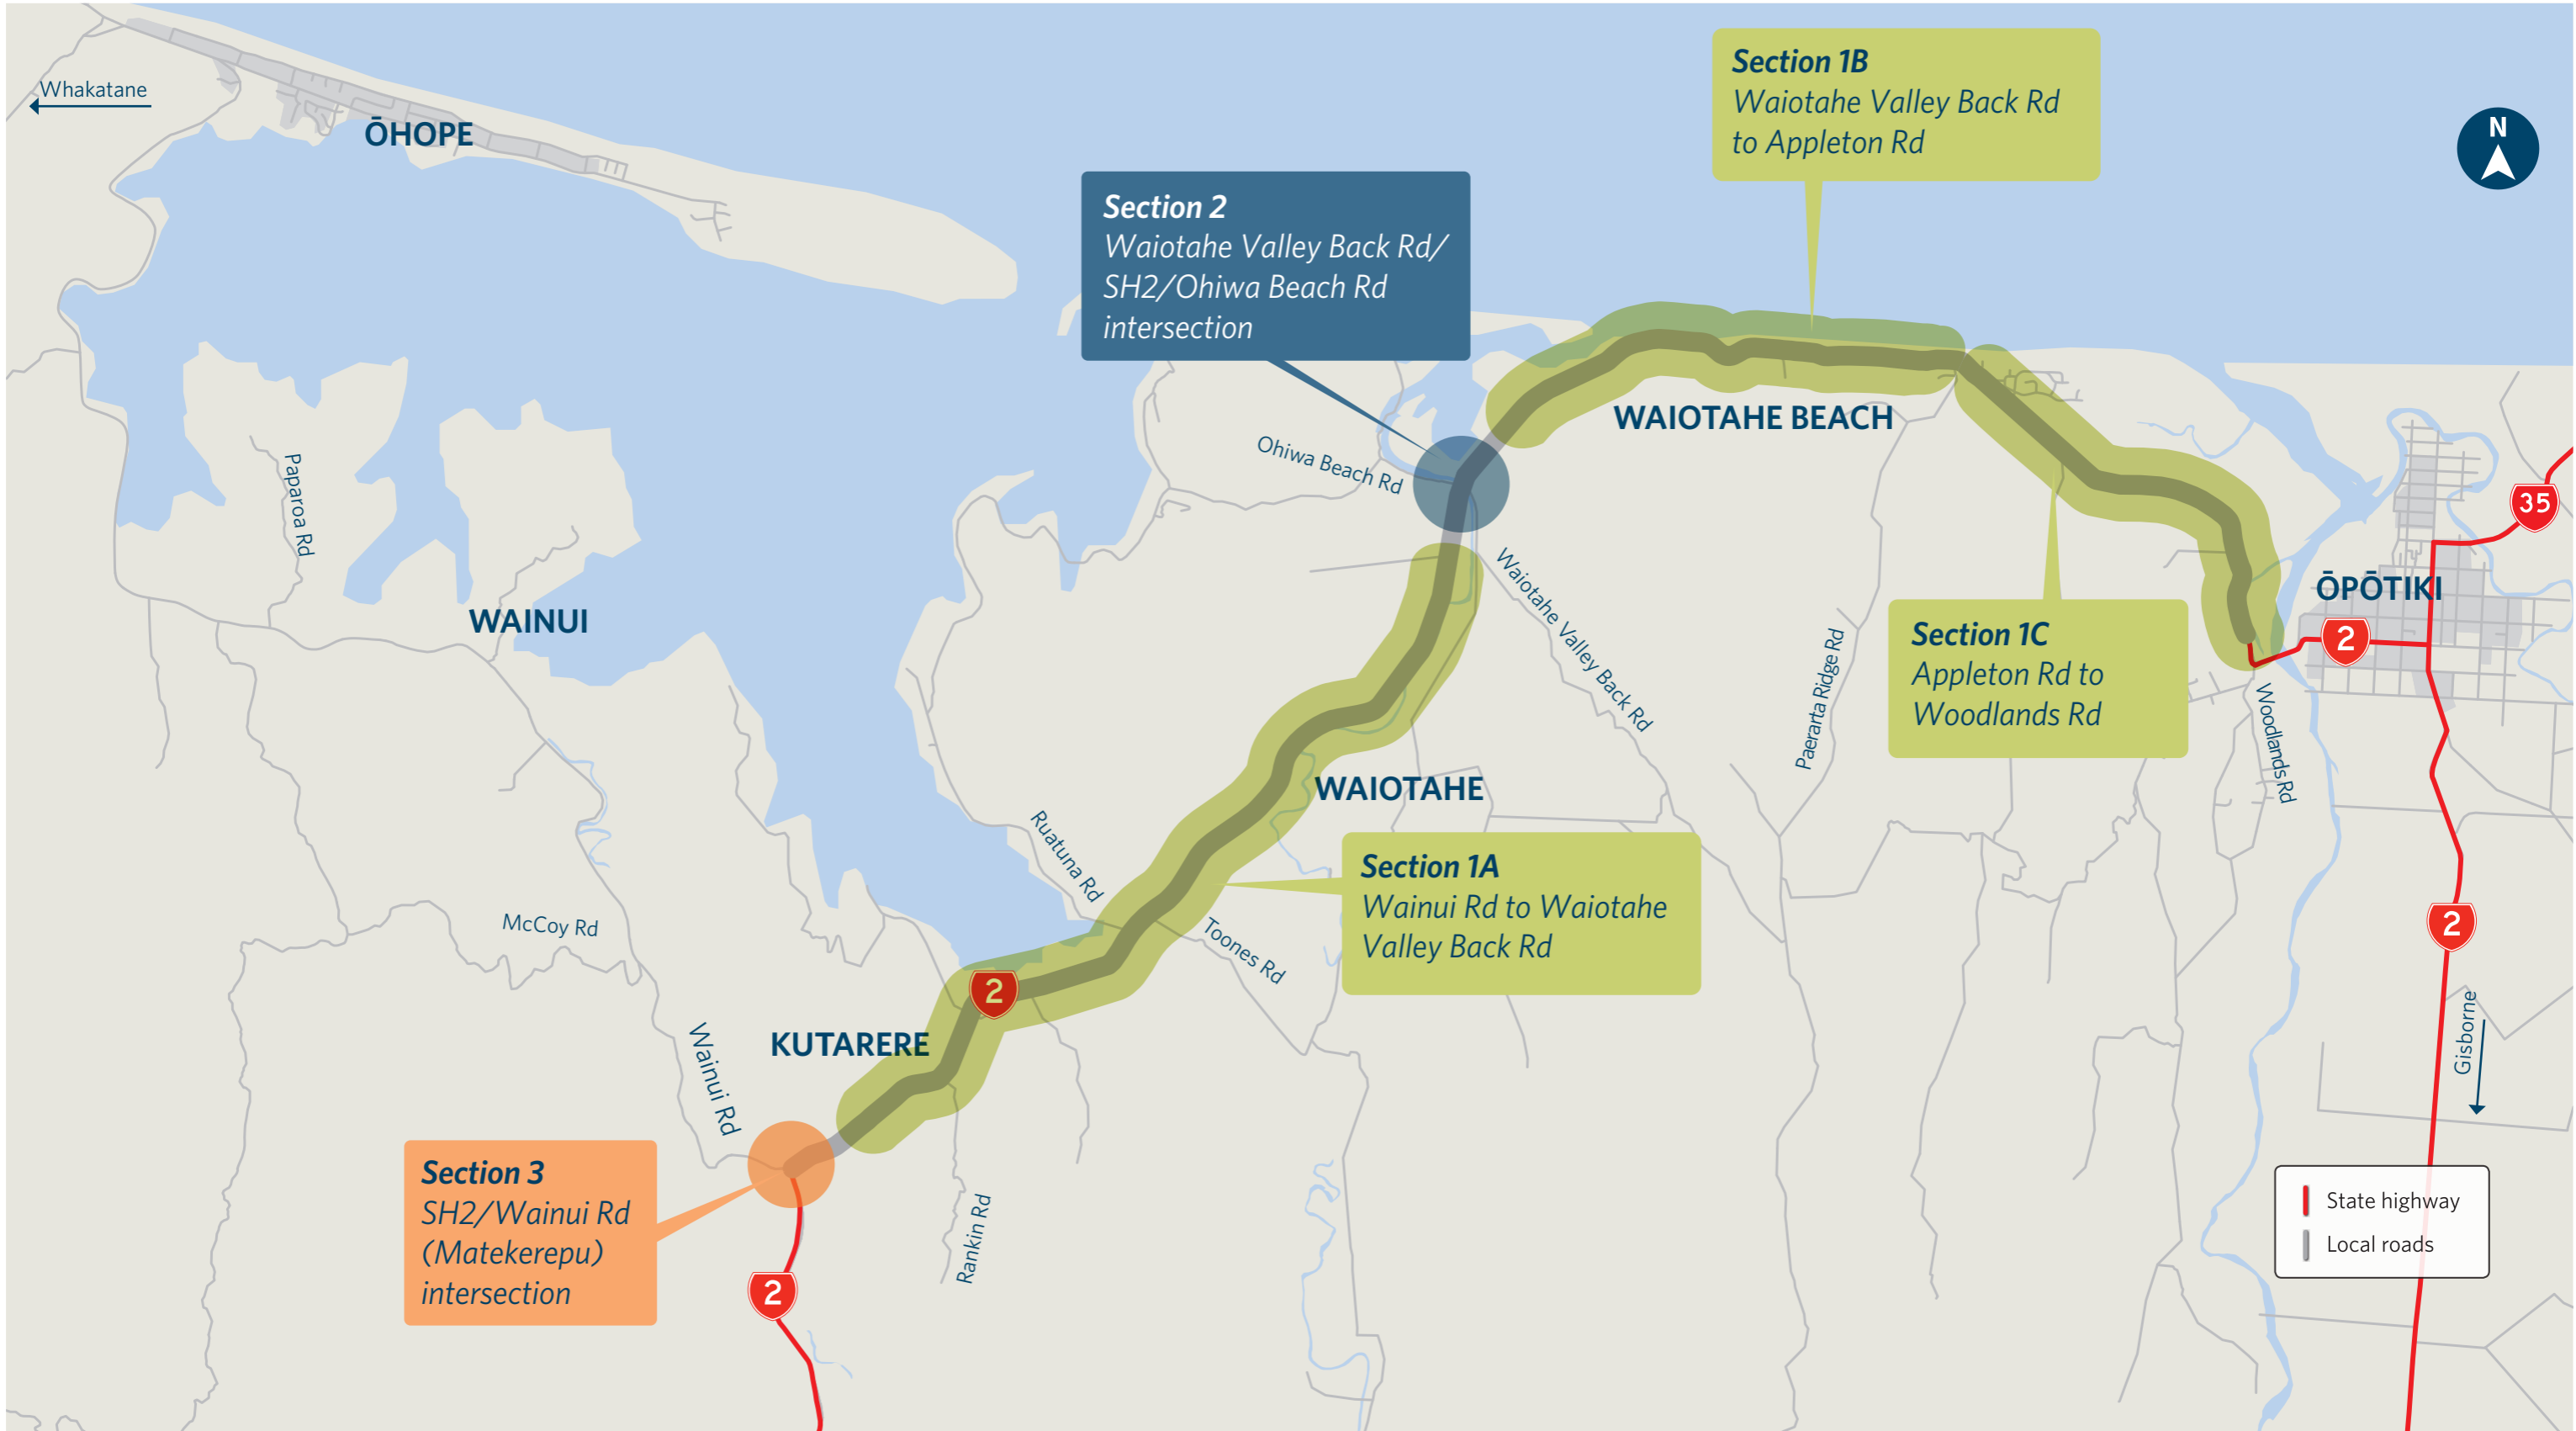 Whakatane
ŌHOPE
Section 1B
Waiotahe Valley Back Rd
to Appleton Rd
N
Section 2
Waiotahe Valley Back Rd/
SH2/Ohiwa Beach Rd
intersection
WAIOTAHE BEACH
Ohiwa Beach Rd
Paparoa Rd
35
WAINUI
Waiotahe Valley Back Rd
ŌPŌTIKI
2
Section 1C
Appleton Rd to
Woodlands Rd
Paerarta Ridge Rd
Woodlands Rd
WAIOTAHE
Ruatuna Rd
Section 1A
Wainui Rd to Waiotahe
Valley Back Rd
McCoy Rd
Toones Rd
2
2
Gisborne
KUTARERE
Wainui Rd
Section 3
SH2/Wainui Rd
(Matekerepu)
intersection
Rankin Rd
2
State highway
Local roads